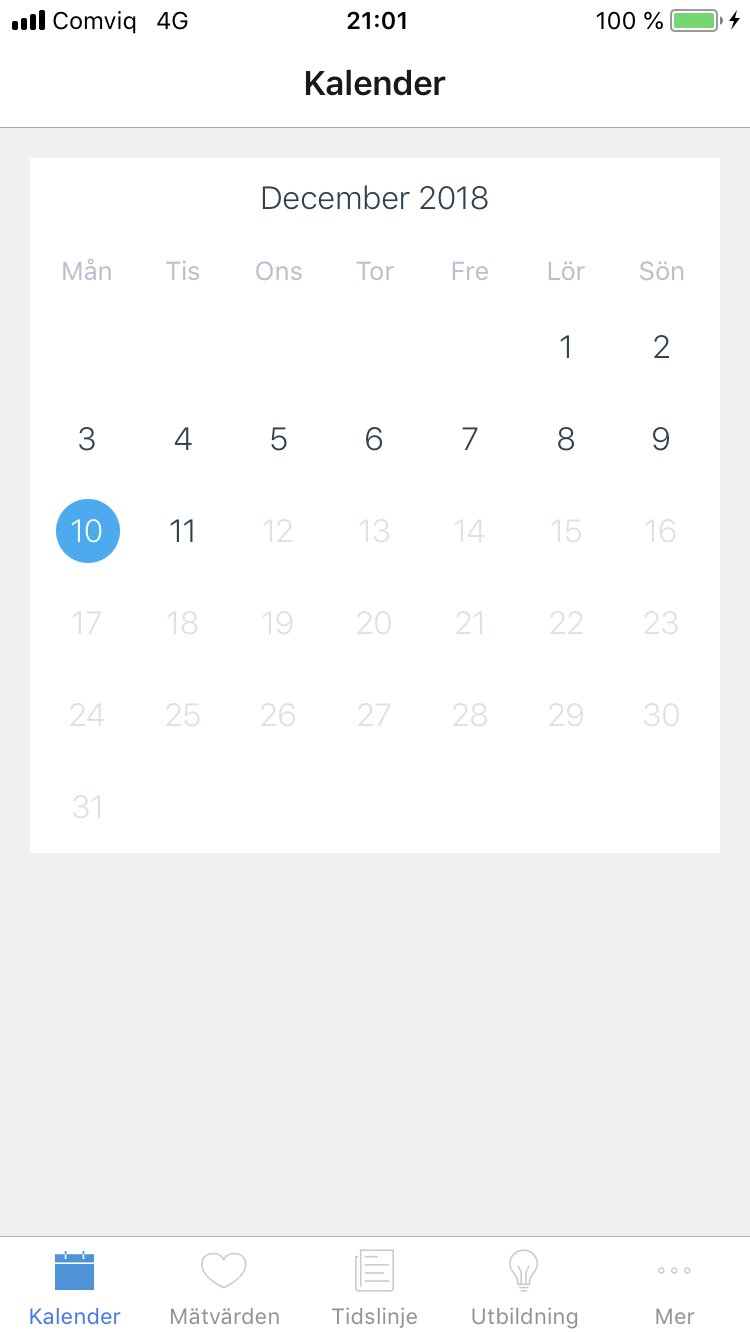 Comviq 4G 21:01 100 %
Kalender
December 2018
Mån Tis Ons Tor Fre Lör Sön
1 2
3 4 5 6 7 8 9
10 11 12 13 14 15 16
17 18 19 20 21 22 23
24 25 26 27 28 29 30
31
Kalender Mätvärden Tidslinje Utbildning Mer